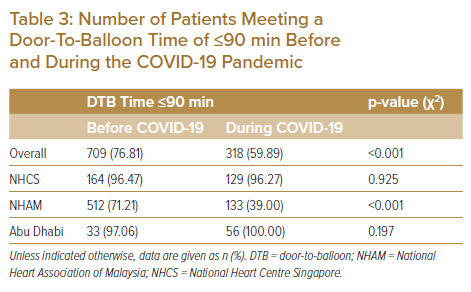 Table 3: Number of Patients Meeting a
Door-To-Balloon Time of ≤90 min Before
and During the COVID-19 Pandemic
DTB Time ≤90 min p-value (χ²)
Before COVID-19 During COVID-19
Overall 709 (76.81) 318 (59.89) <0.001
NHCS 164 (96.47) 129 (96.27) 0.925
NHAM 512 (71.21) 133 (39.00) <0.001
Abu Dhabi 33 (97.06) 56 (100.00) 0.197
Unless indicated otherwise, data are given as n (%). DTB = door-to-balloon; NHAM = National
Heart Association of Malaysia; NHCS = National Heart Centre Singapore.